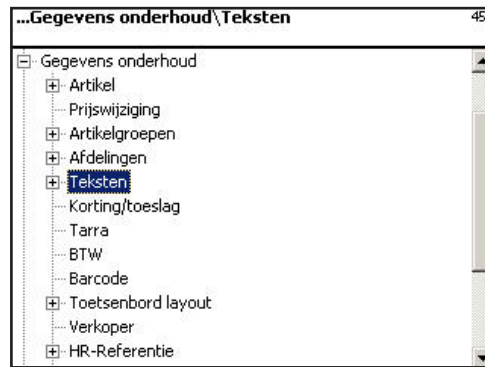 ...Gegevens onderhoud\Teksten 45
Gegevens onderhoud
Artikel
Prijswijziging
Artikelgroepen
Afdelingen
Teksten
Korting/toeslag
Tarra
BTW
Barcode
Toetsenbord layout
Verkoper
HR-Referentie